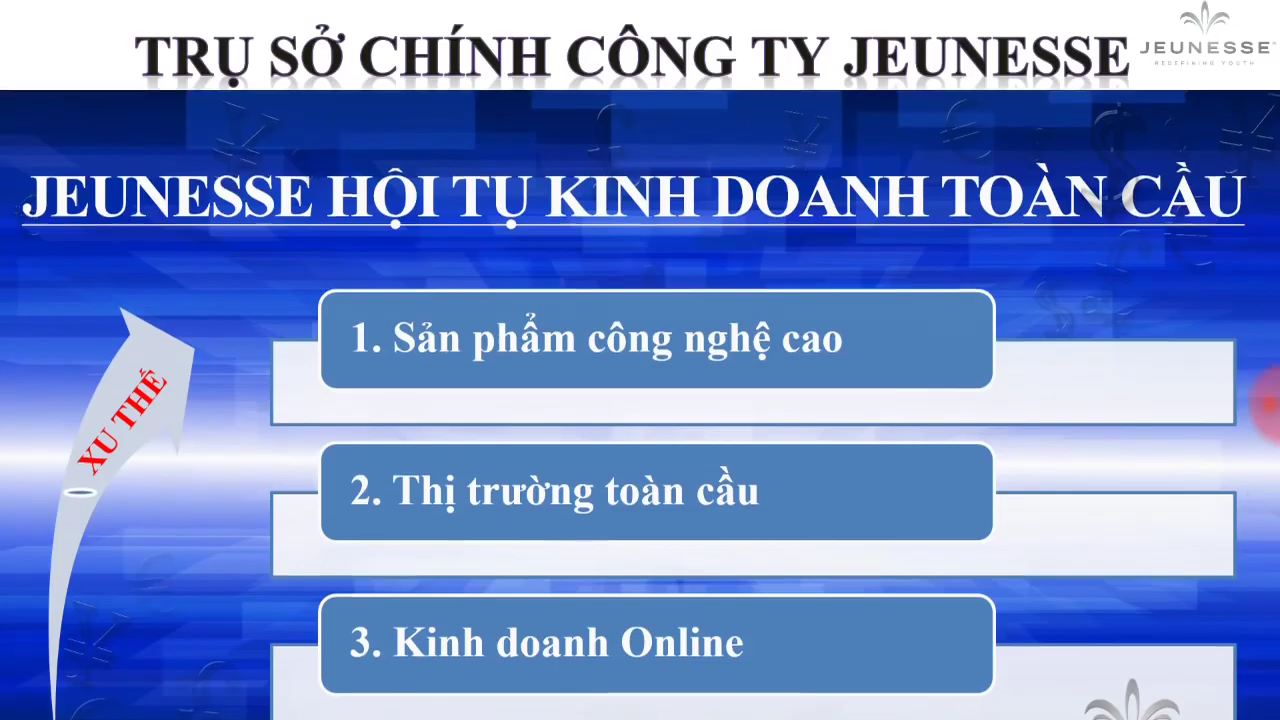 TRỤ SỞ CHÍNH CÔNG TY JEUNESSE
JEUNESSE
REDEFINING YOUTH
JEUNESSE HỘI TỤ KINH DOANH TOÀN CẦU
XU THẾ
1. Sản phẩm công nghệ cao
2. Thị trường toàn cầu
3. Kinh doanh Online